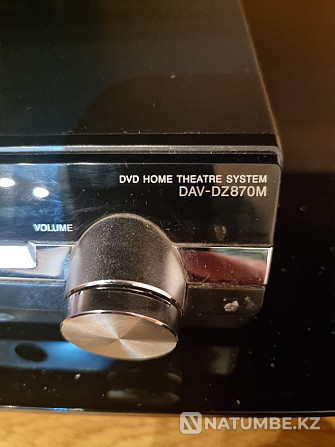 DVD HOME THEATRE SYSTEM
DAV-DZ870M
VOLUME
NATUMBE.KZ